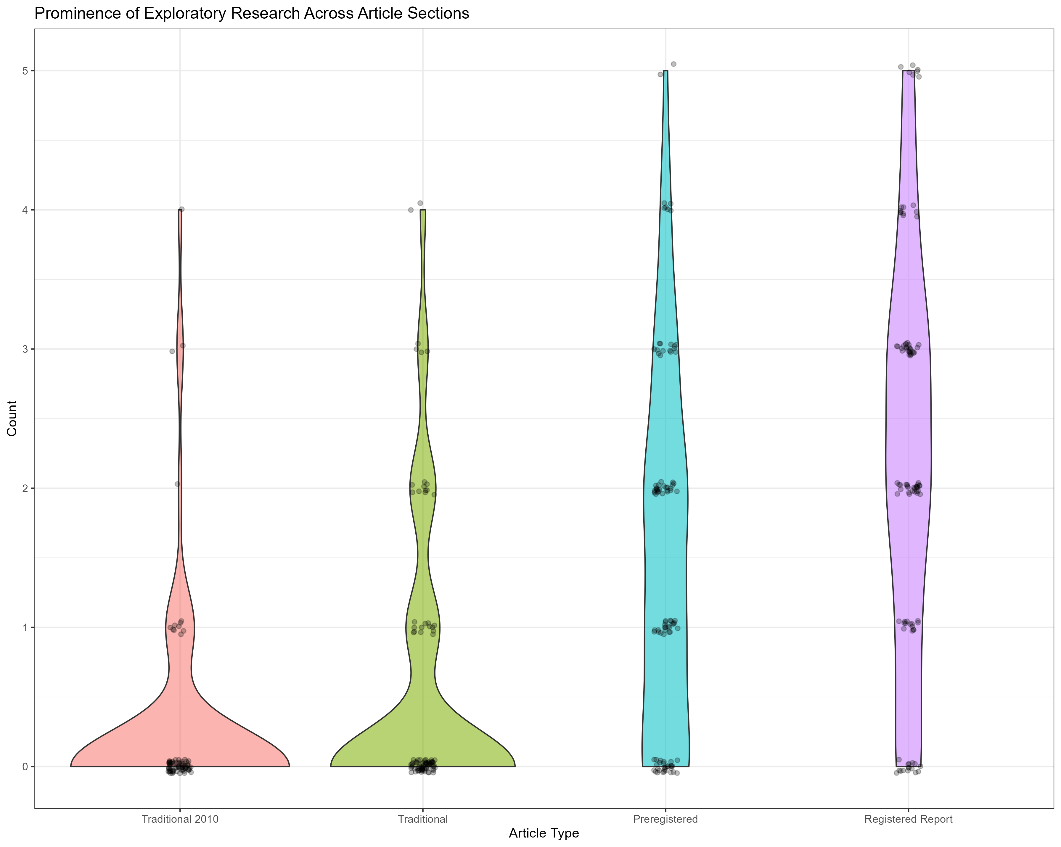 Prominence of Exploratory Research Across Article Sections
5
4
3
2
1
0
Count
Traditional 2010
Traditional
Preregistered
Registered Report
Article Type